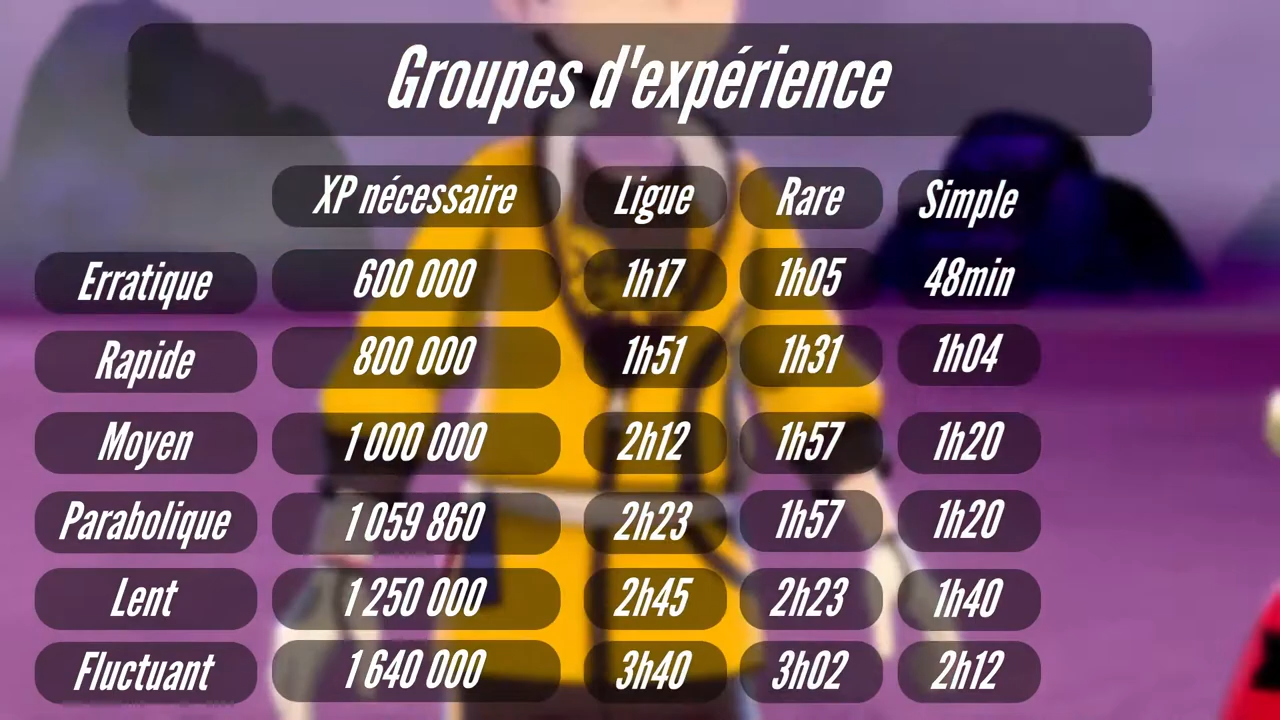 Groupes d'expérience
XP nécessaire Ligue Rare Simple
Erratique 600 000 1h17 1h05 48min
Rapide 800 000 1h51 1h31 1h04
Moyen 1 000 000 2h12 1h57 1h20
Parabolique 1 059 860 2h23 1h57 1h20
Lent 1 250 000 2h45 2h23 1h40
Fluctuant 1 640 000 3h40 3h02 2h12